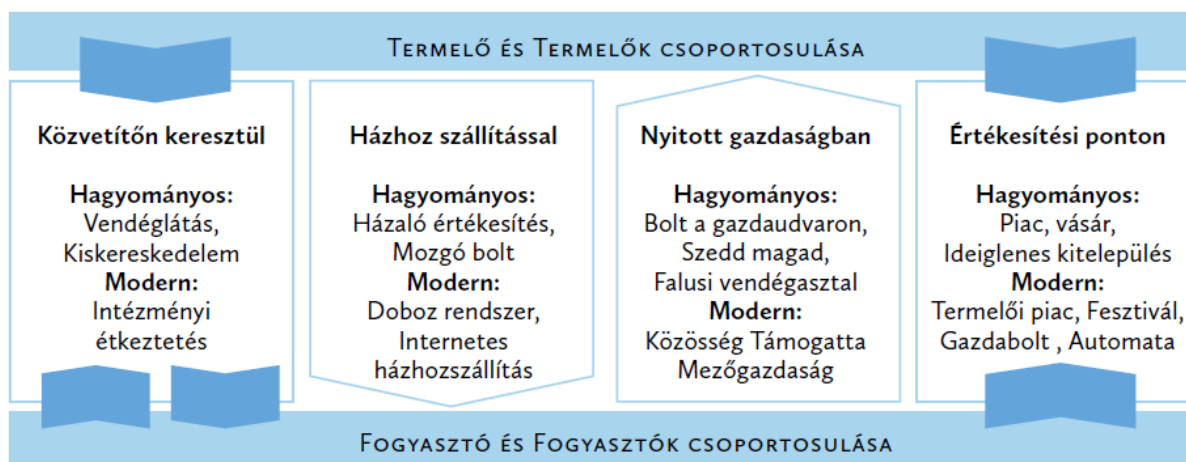 Termelő és Termelők csoportosulása
Közvetítőn keresztül
Hagyományos:
Vendéglátás,
Kiskereskedelem
Modern:
Intézményi
étkeztetés
Házhoz szállítással
Hagyományos:
Házaló értékesítés,
Mozgó bolt
Modern:
Doboz rendszer,
Internetes
házhozszállítás
Nyitott gazdaságban
Hagyományos:
Bolt a gazdaudvaron,
Szedd magad,
Falusi vendégasztal
Modern:
Közösség Támogatta
Mezőgazdaság
Értékesítési ponton
Hagyományos:
Piac, vásár,
Ideiglenes kitelepülés
Modern:
Termelői piac, Fesztivál,
Gazdabolt , Automata
Fogyasztó és Fogyasztók csoportosulása